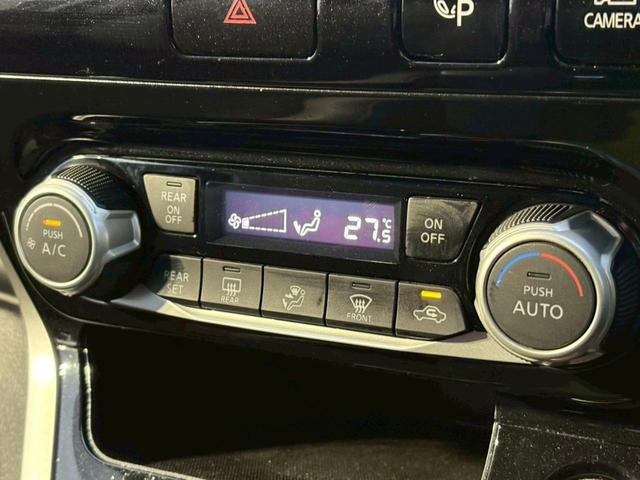 P
CAMERA
REAR
ON
OFF
27.5°C
ON
OFF
PUSH
A/C
REAR
SET
REAR
FRONT
PUSH
AUTO